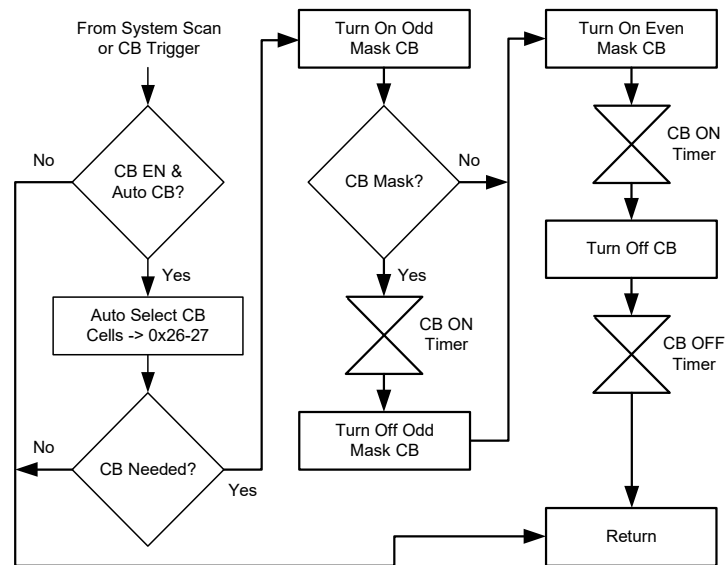 From System Scan
or CB Trigger
No
CB EN &
Auto CB?
Yes
Auto Select CB
Cells -> 0x26-27
No
CB Needed?
Yes
Turn On Odd
Mask CB
CB Mask?
No
Yes
CB ON
Timer
Turn Off Odd
Mask CB
Turn On Even
Mask CB
CB ON
Timer
Turn Off CB
CB OFF
Timer
Return